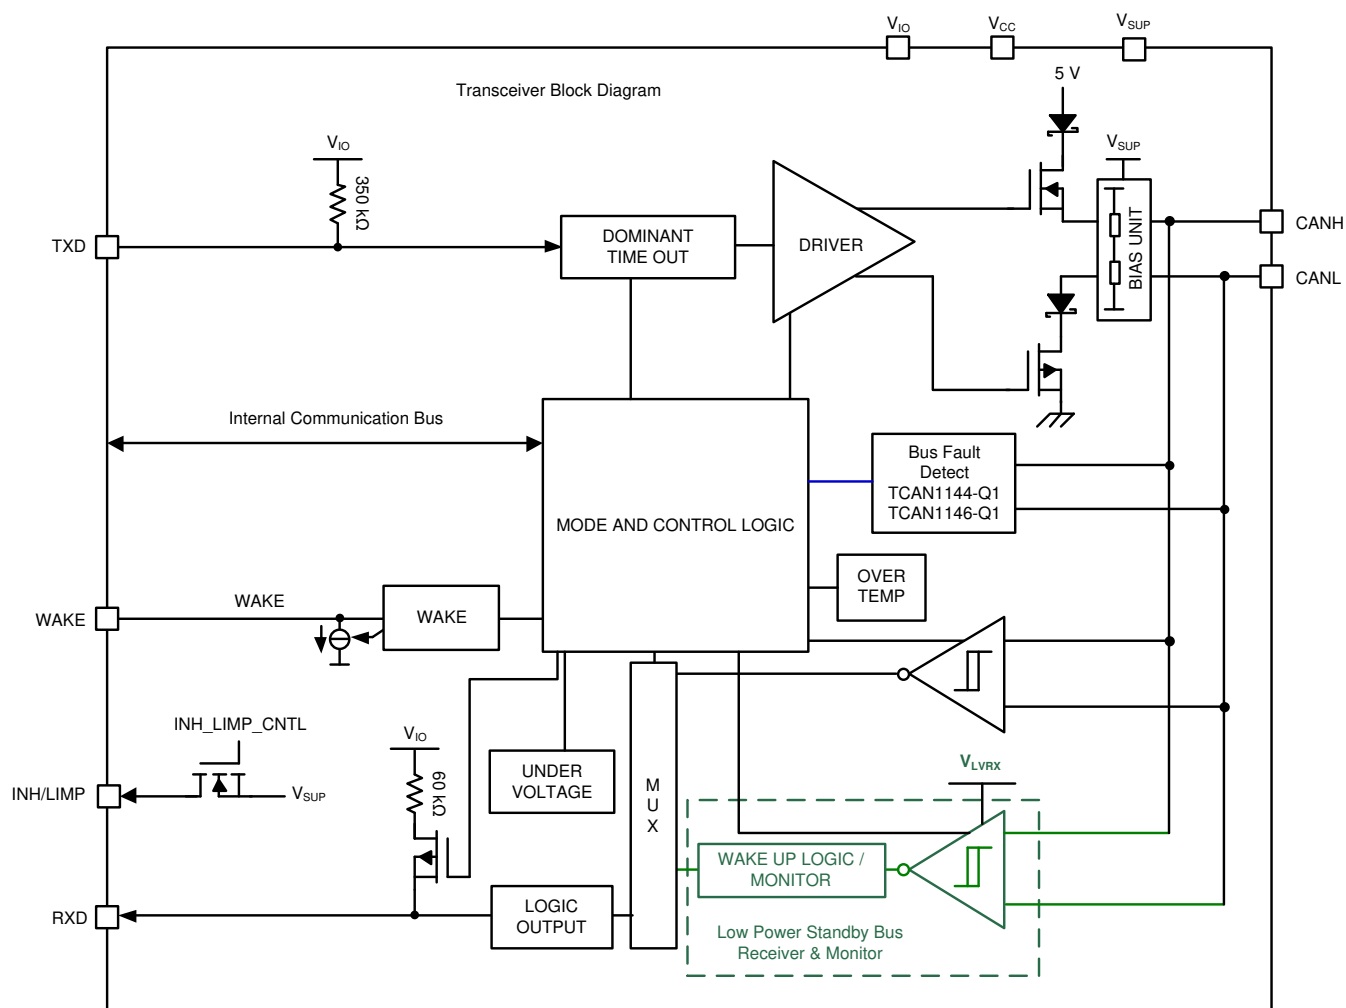 VIO
VCC
VSUP
Transceiver Block Diagram
5 V
VIO
350 kΩ
VSUP
TXD
DOMINANT
TIME OUT
DRIVER
BIAS UNIT
CANH
CANL
Internal Communication Bus
Bus Fault
Detect
TCAN1144-Q1
TCAN1146-Q1
MODE AND CONTROL LOGIC
OVER
TEMP
WAKE
WAKE
WAKE
INH_LIMP_CNTL
VIO
INH/LIMP
VSUP
60 kΩ
UNDER
VOLTAGE
M
U
X
VLVRX
WAKE UP LOGIC /
MONITOR
RXD
LOGIC
OUTPUT
Low Power Standby Bus
Receiver & Monitor